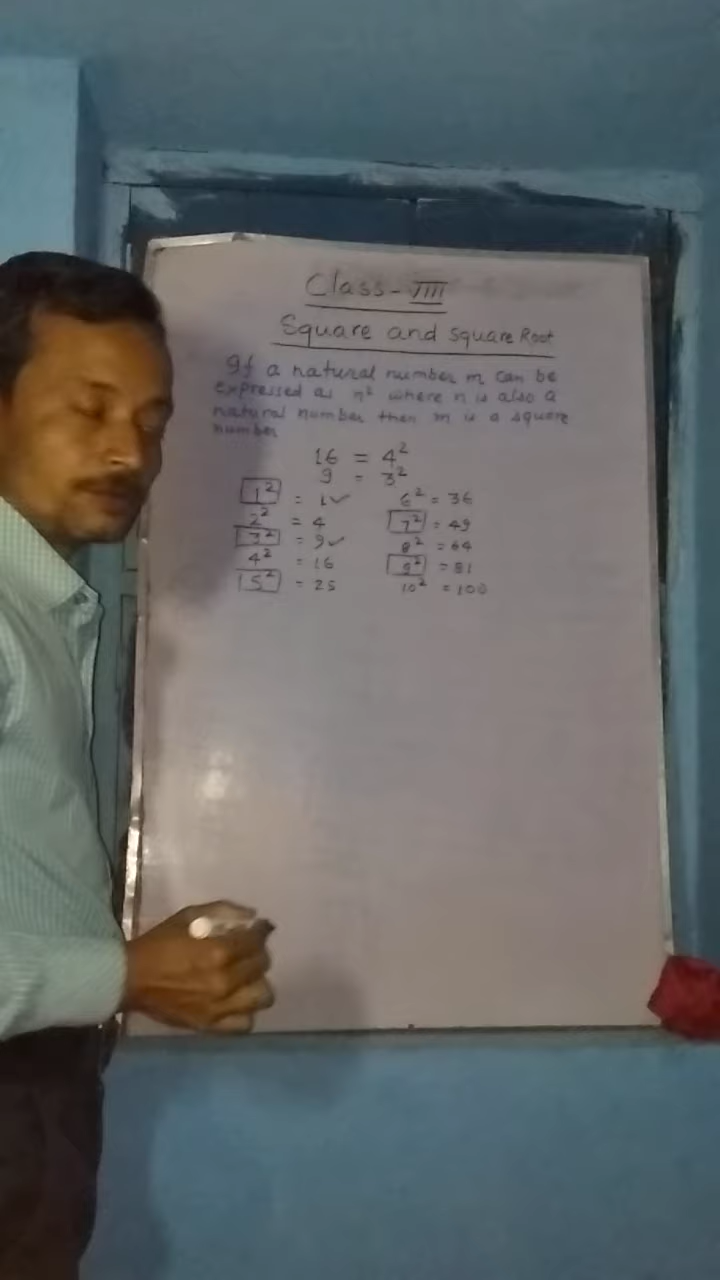 Class - VIII
Square and Square Root
If a natural number m can be
expressed as n² where n is also a
natural number then m is a square
number
16 = 4²
9 = 3²
1² = 1 ✓ 6² = 36
2² = 4 7² = 49
3² = 9 ✓ 8² = 64
4² = 16 9² = 81
5² = 25 10² = 100